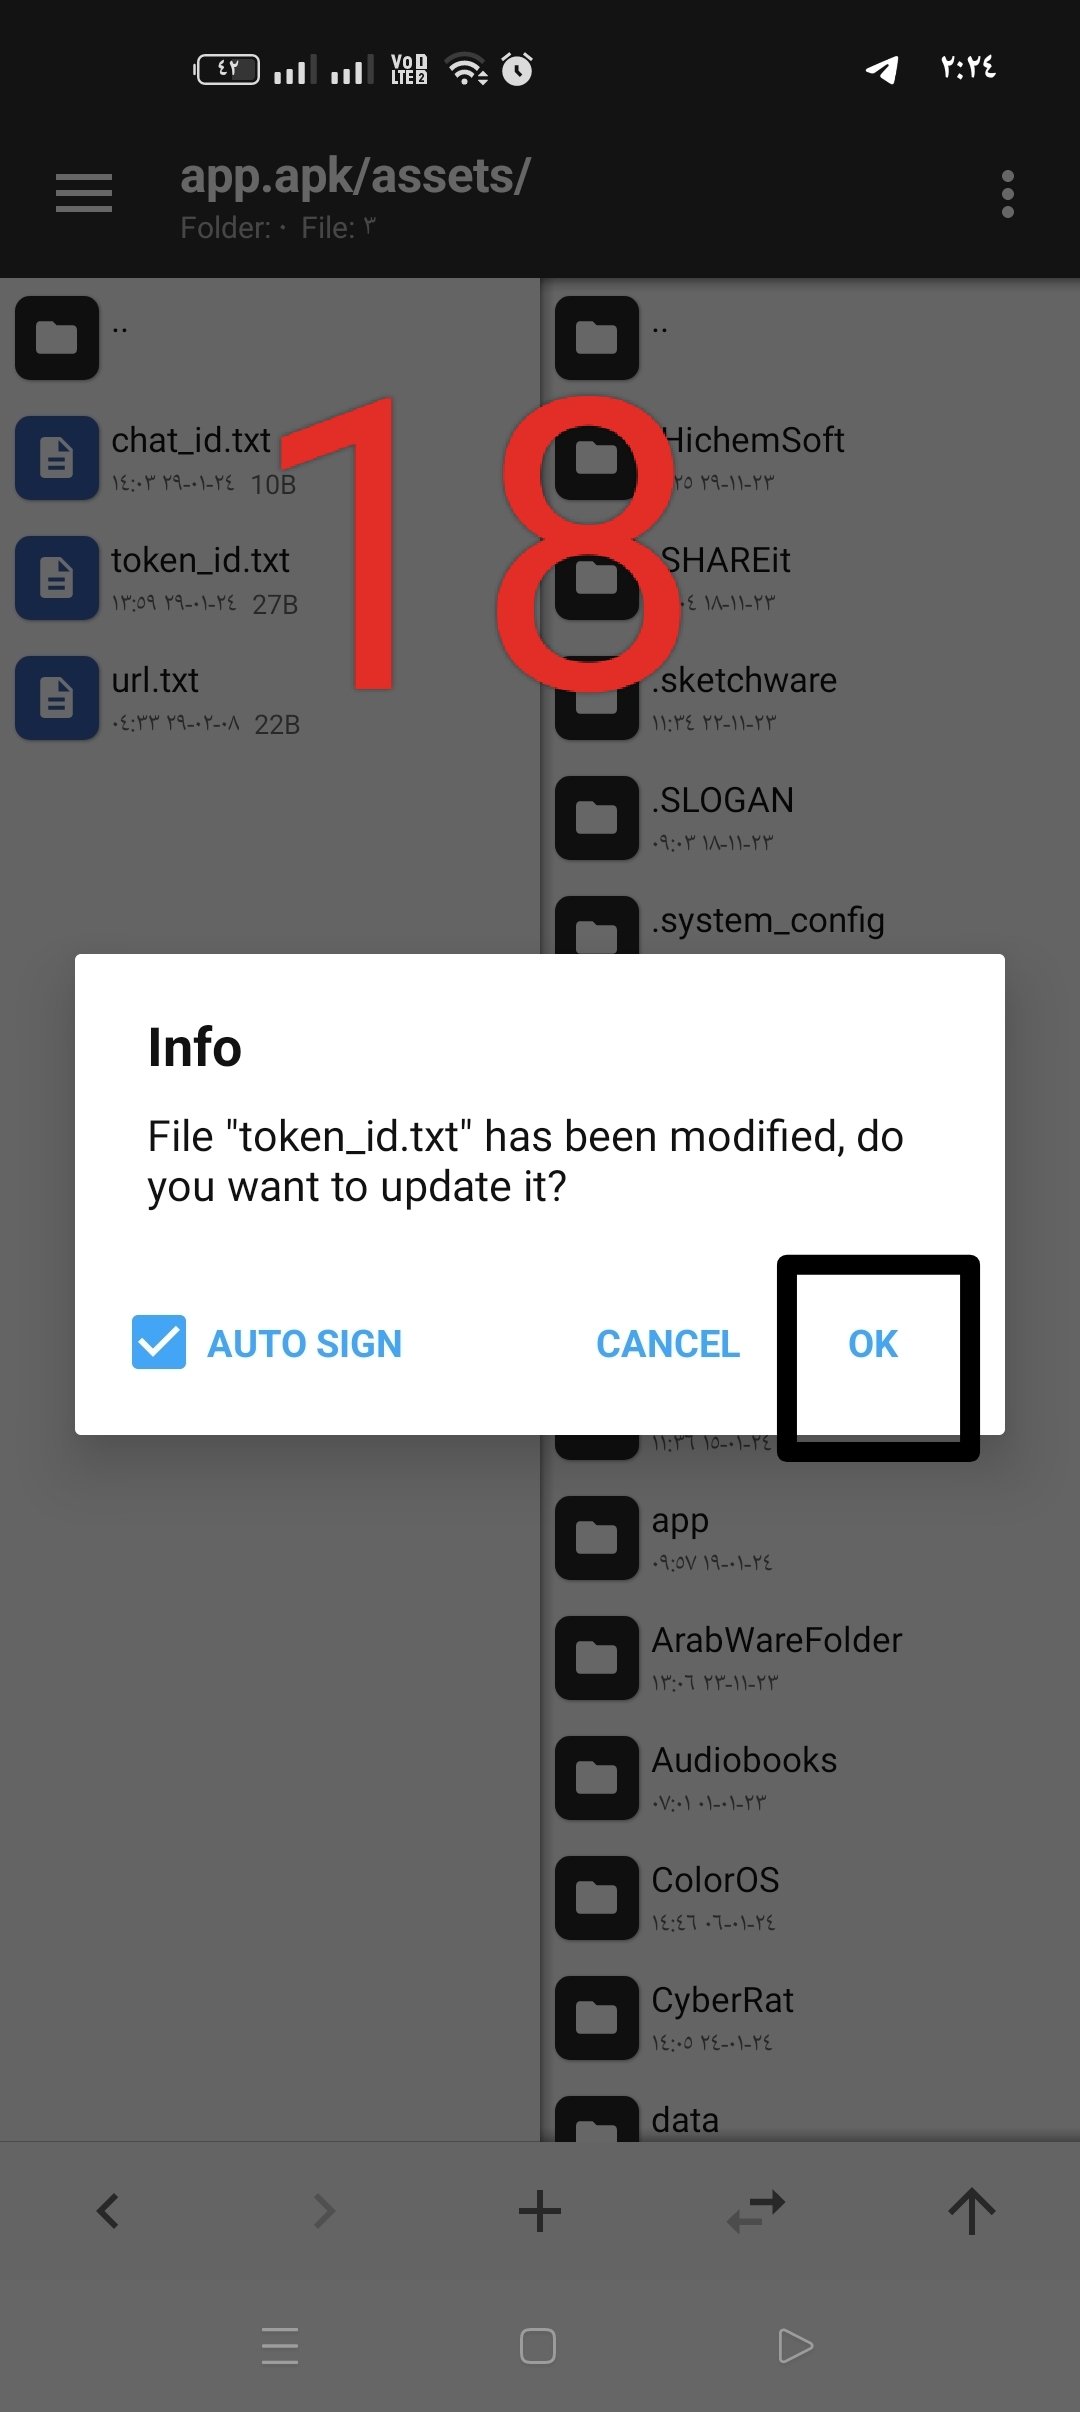 ٤٢
VoD
LTE 2
٢:٢٤
app.apk/assets/
Folder: ٠ File: ٣
..
chat_id.txt
١٤:٠٣ ٢٩-٠١-٢٤ 10B
token_id.txt
١٣:٥٩ ٢٩-٠١-٢٤ 27B
url.txt
٠٤:٣٣ ٢٩-٠٢-٠٨ 22B
18
..
HichemSoft
٢٥ ٢٩-١١-٢٣
SHAREit
٠٤ ١٨-١١-٢٣
.sketchware
١١:٣٤ ٢٢-١١-٢٣
.SLOGAN
٠٩:٠٣ ١٨-١١-٢٣
.system_config
Info
File "token_id.txt" has been modified, do
you want to update it?
AUTO SIGN
CANCEL
OK
١١:٣٦ ١٥-٠١-٢٤
app
٠٩:٥٧ ١٩-٠١-٢٤
ArabWareFolder
١٣:٠٦ ٢٣-١١-٢٣
Audiobooks
٠٧:٠١ ٠١-٠١-٢٣
ColorOS
١٤:٤٦ ٠٦-٠١-٢٤
CyberRat
١٤:٠٥ ٢٤-٠١-٢٤
data